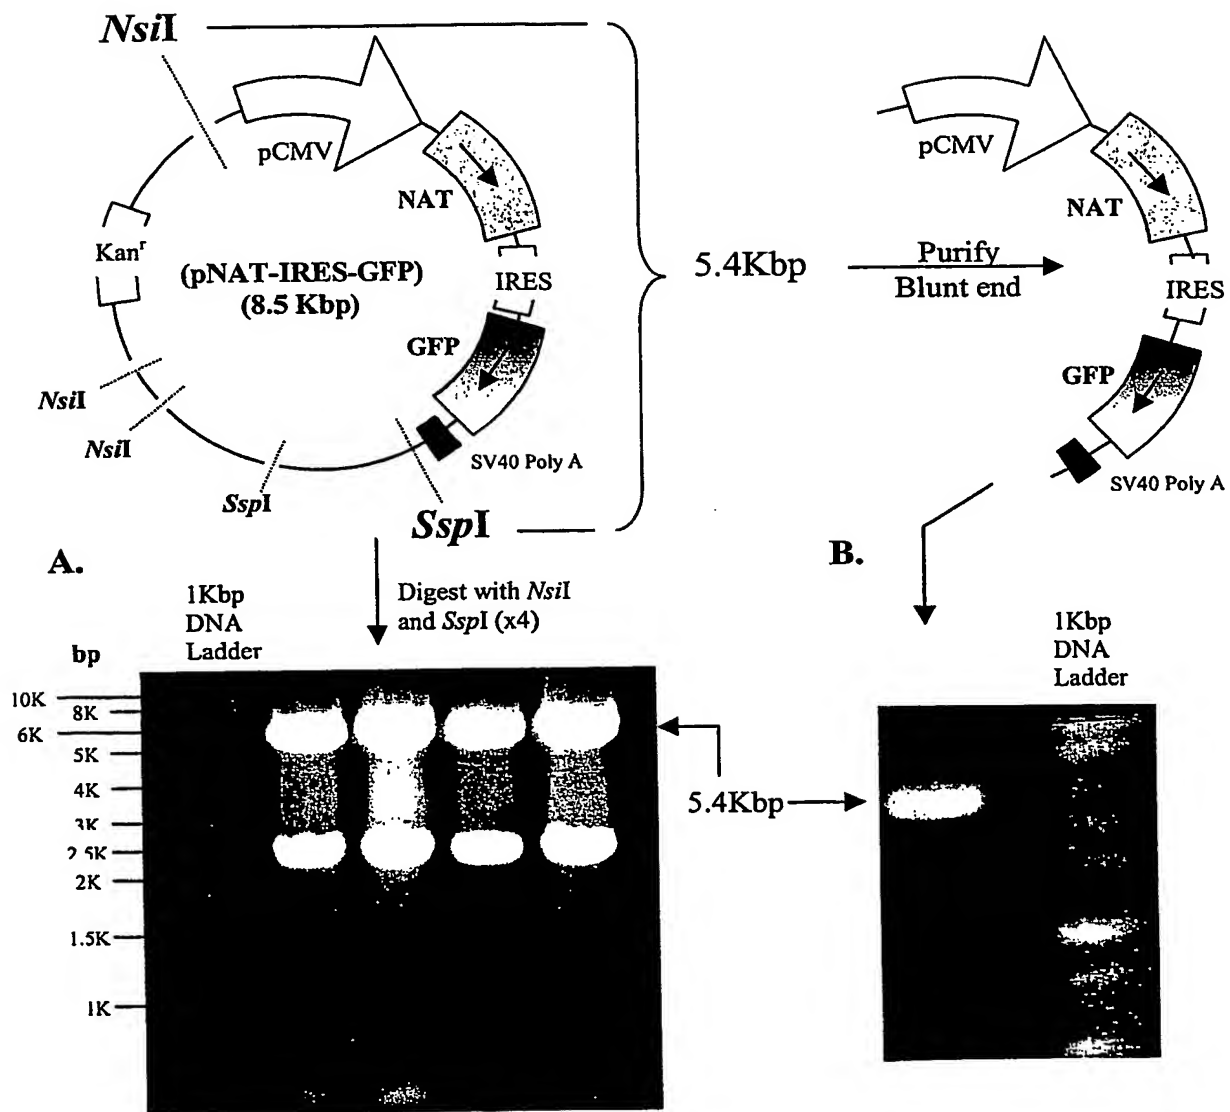 NsiI
pCMV
NAT
Kanʳ
(pNAT-IRES-GFP)
(8.5 Kbp)
IRES
GFP
NsiI
NsiI
SspI
SspI
SV40 Poly A
5.4Kbp
Purify
Blunt end
pCMV
NAT
IRES
GFP
SV40 Poly A
A.
Digest with NsiI
and SspI (x4)
1Kbp
DNA
Ladder
bp
10K
8K
6K
5K
4K
3K
2.5K
2K
1.5K
1K
5.4Kbp
B.
1Kbp
DNA
Ladder